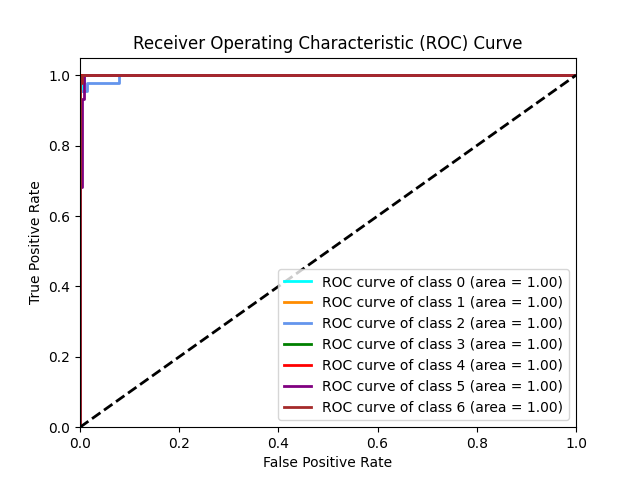 Receiver Operating Characteristic (ROC) Curve
1.0
0.8
0.6
0.4
0.2
0.0
True Positive Rate
ROC curve of class 0 (area = 1.00)
ROC curve of class 1 (area = 1.00)
ROC curve of class 2 (area = 1.00)
ROC curve of class 3 (area = 1.00)
ROC curve of class 4 (area = 1.00)
ROC curve of class 5 (area = 1.00)
ROC curve of class 6 (area = 1.00)
0.0 0.2 0.4 0.6 0.8 1.0
False Positive Rate